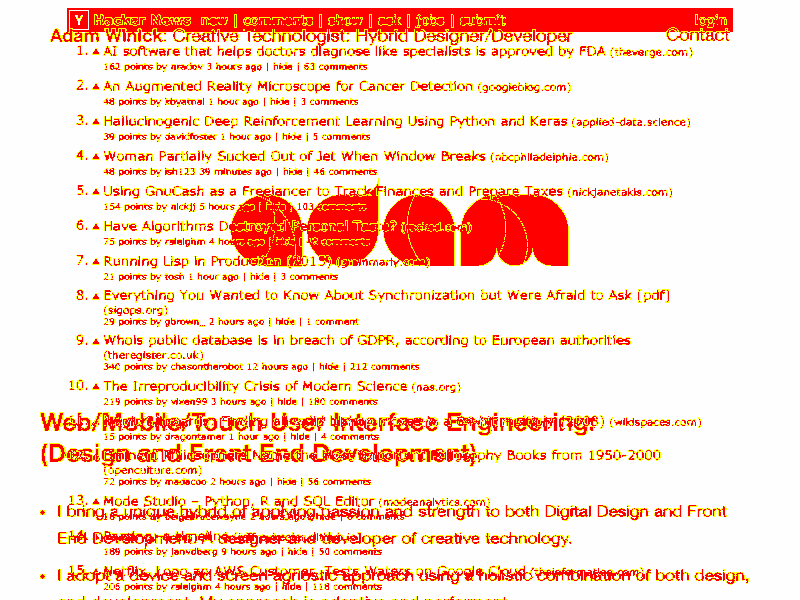 Y Hacker News new | comments | show | ask | jobs | submit login
Adam Winick: Creative Technologist: Hybrid Designer/Developer Contact
1. AI software that helps doctors diagnose like specialists is approved by FDA (theverge.com)
162 points by aradov 3 hours ago | hide | 63 comments
2. An Augmented Reality Microscope for Cancer Detection (googleblog.com)
48 points by kbyatnal 1 hour ago | hide | 3 comments
3. Hallucinogenic Deep Reinforcement Learning Using Python and Keras (applied-data.science)
39 points by davidfoster 1 hour ago | hide | 5 comments
4. Woman Partially Sucked Out of Jet When Window Breaks (nbcphiladelphia.com)
48 points by ish123 39 minutes ago | hide | 46 comments
5. Using GnuCash as a Freelancer to Track Finances and Prepare Taxes (nickjanetakis.com)
154 points by nickjj 5 hours ago | hide | 103 comments
adam
6. Have Algorithms Destroyed Personal Taste?
75 points by rsleighm 4 hours ago | hide | comments
7. Running Lisp in Production (2015) (grammarly.com)
21 points by tosh 1 hour ago | hide | 3 comments
8. Everything You Wanted to Know About Synchronization but Were Afraid to Ask [pdf]
(sigops.org)
29 points by gbrown_ 2 hours ago | hide | 1 comment
9. Whois public database is in breach of GDPR, according to European authorities
(theregister.co.uk)
340 points by chasontherobot 12 hours ago | hide | 212 comments
10. The Irreproducibility Crisis of Modern Science (nas.org)
219 points by vixen99 3 hours ago | hide | 180 comments
Web/Mobile/Touch User Interface Engineering:
(wikispaces.com)
15 points by dragontamer 1 hour ago | hide | 4 comments
(Design and Front End Development)
Books from 1950-2000
(openculture.com)
72 points by madacoo 2 hours ago | hide | 56 comments
13. Mode Studio – Python, R and SQL Editor (modeanalytics.com)
I bring a unique hybrid of applying passion and strength to both Digital Design and Front
End Development. A designer and developer of creative technology.
14.
189 points by janvdberg 9 hours ago | hide | 50 comments
15. Netflix, Long an AWS Customer, Tests Waters on Google Cloud (theinformation.com)
I adopt a device and screen agnostic approach using a holistic combination of both design,
206 points by rsleighm 4 hours ago | hide | 118 comments